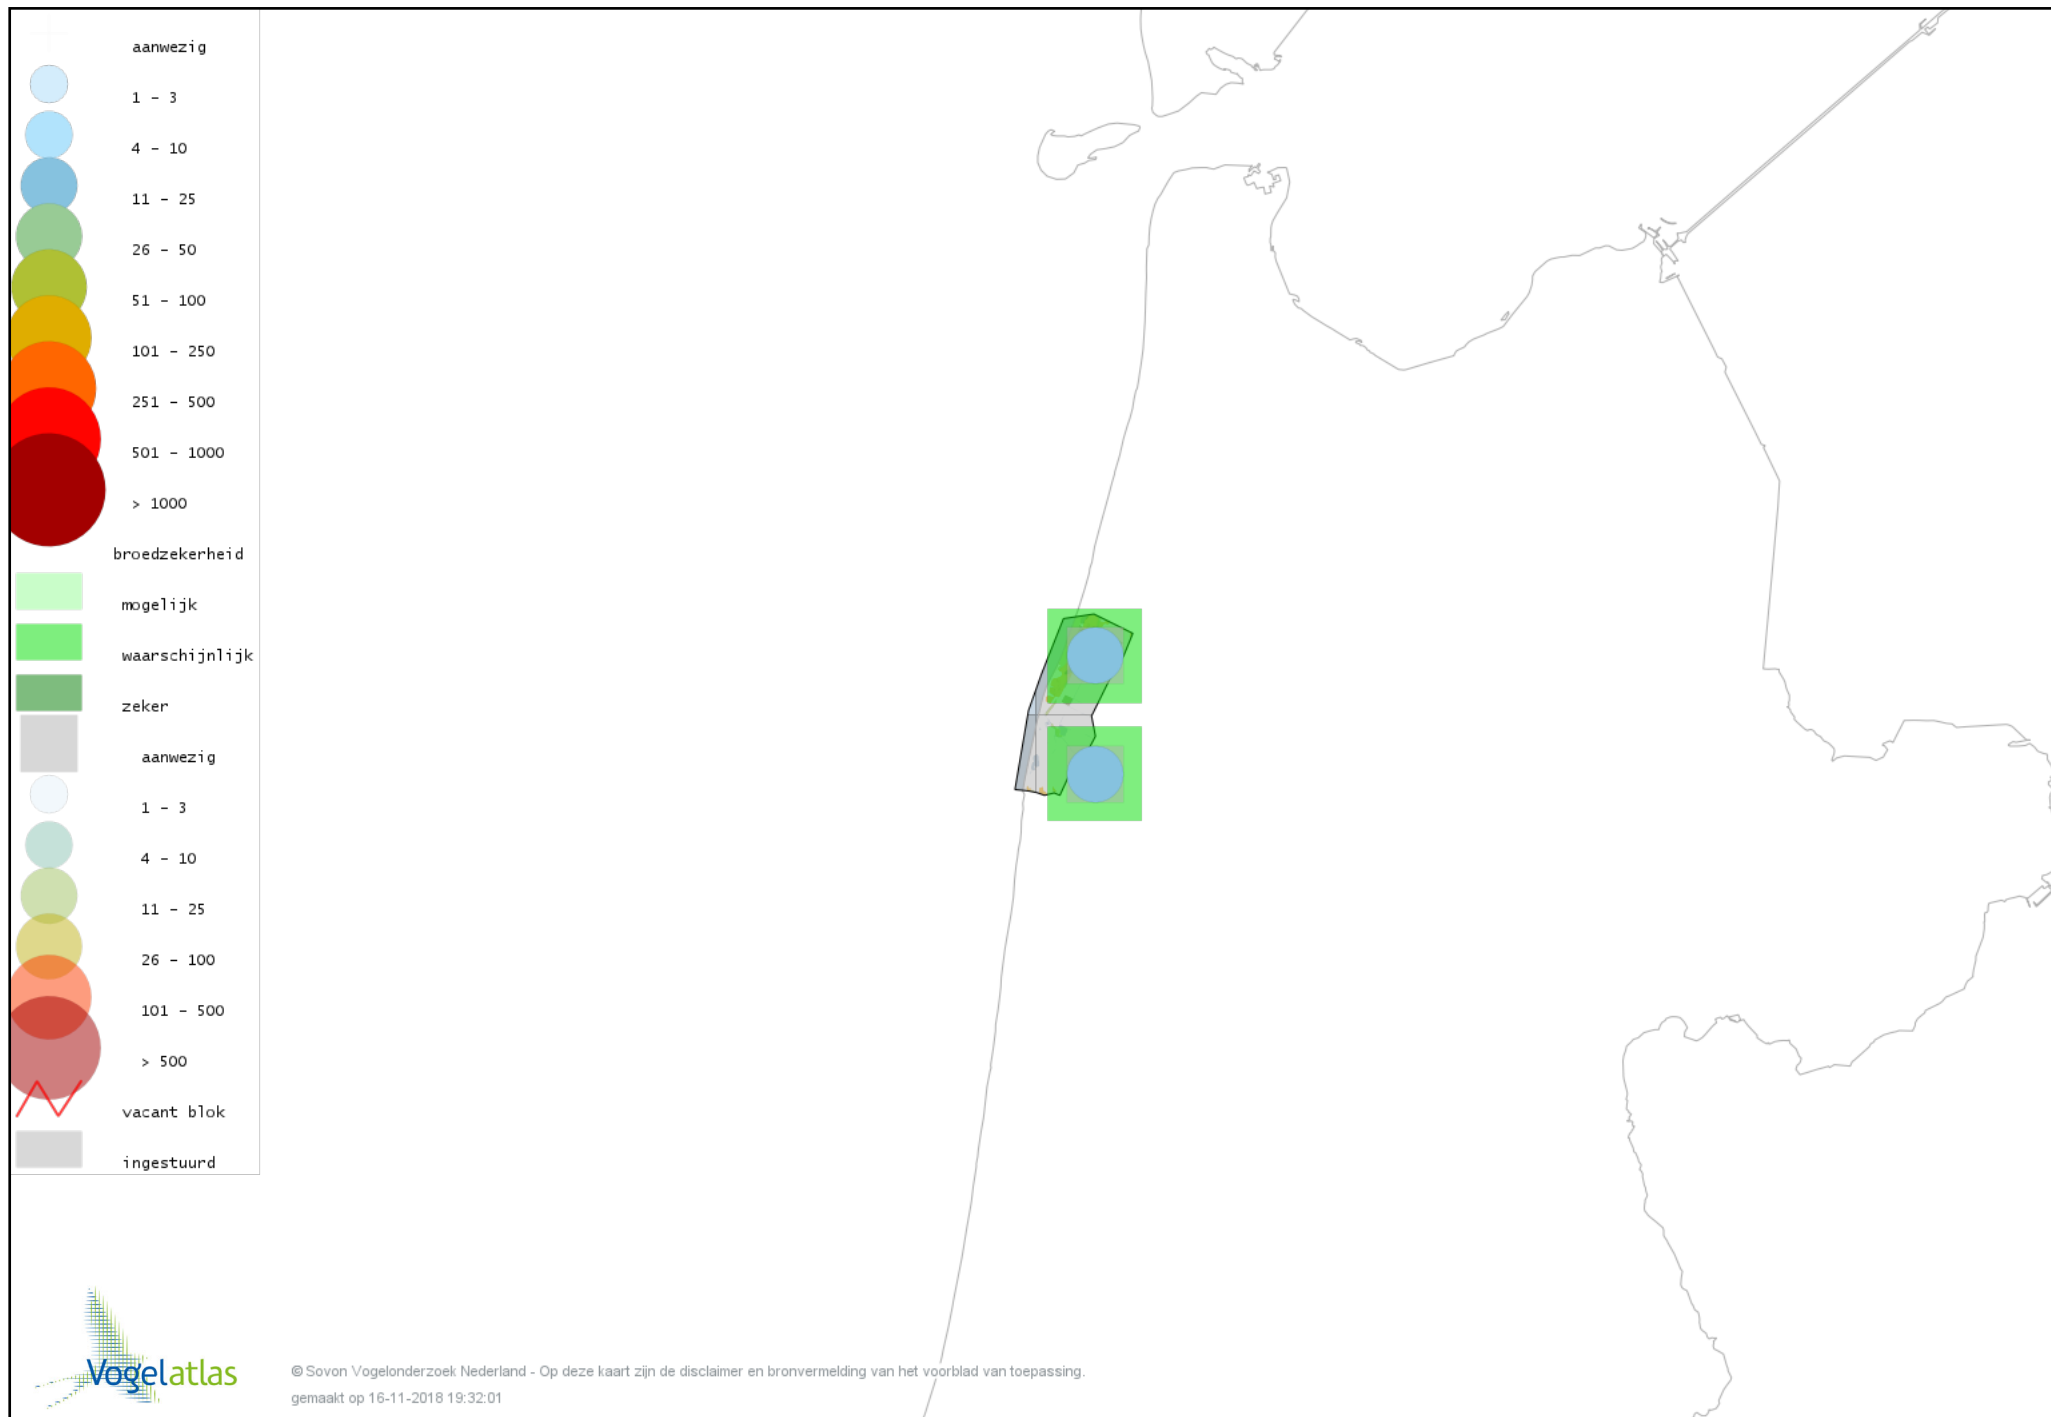 aanwezig
1 - 3
4 - 10
11 - 25
26 - 50
51 - 100
101 - 250
251 - 500
501 - 1000
> 1000
broedzekerheid
mogelijk
waarschijnlijk
zeker
aanwezig
1 - 3
4 - 10
11 - 25
26 - 100
101 - 500
> 500
vacant blok
ingestuurd
Vogelatlas
© Sovon Vogelonderzoek Nederland - Op deze kaart zijn de disclaimer en bronvermelding van het voorblad van toepassing.
gemaakt op 16-11-2018 19:32:01